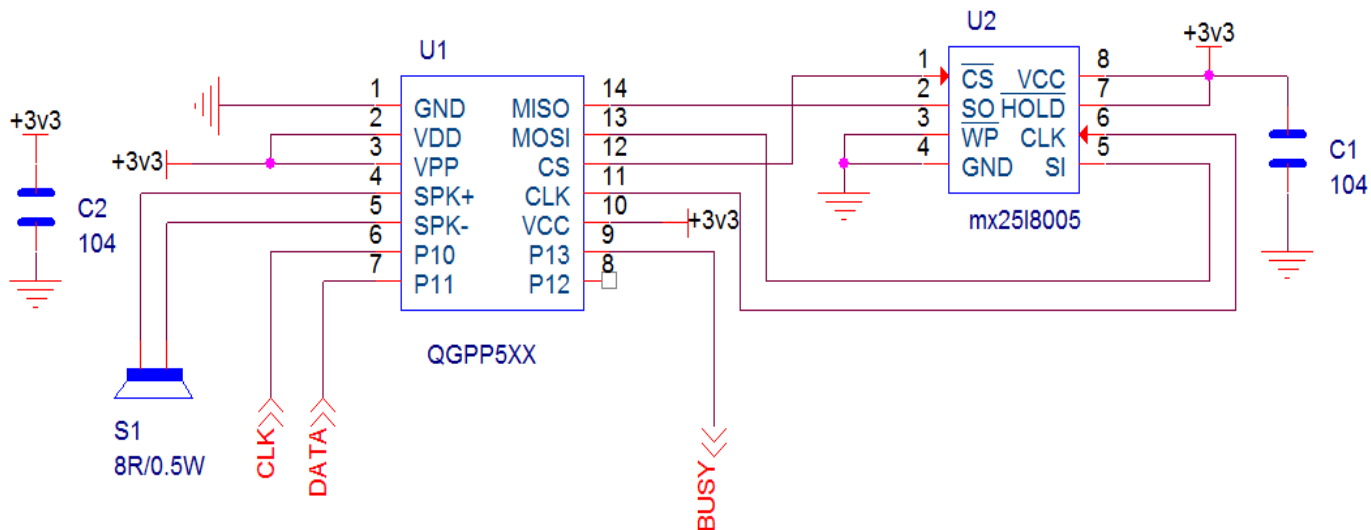 U1
1 GND MISO 14
2 VDD MOSI 13
3 VPP CS 12
4 SPK+ CLK 11
5 SPK- VCC 10
6 P10 P13 9
7 P11 P12 8
QGPP5XX
+3v3
+3v3
+3v3
C2
104
S1
8R/0.5W
CLK
DATA
BUSY
U2
1 CS VCC 8
2 SO HOLD 7
3 WP CLK 6
4 GND SI 5
mx25l8005
+3v3
C1
104